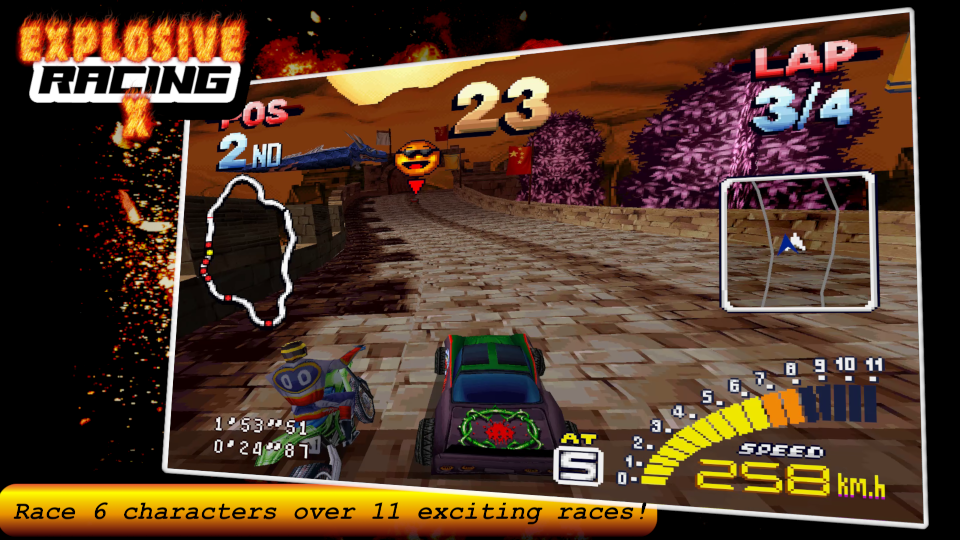 EXPLOSIVE
RACING
X
POS
2ND
23
LAP
3/4
1'53"51
0'24"87
AT
5
0 1 2 3 4 5 6 7 8 9 10 11
SPEED
258 KM.H
Race 6 characters over 11 exciting races!